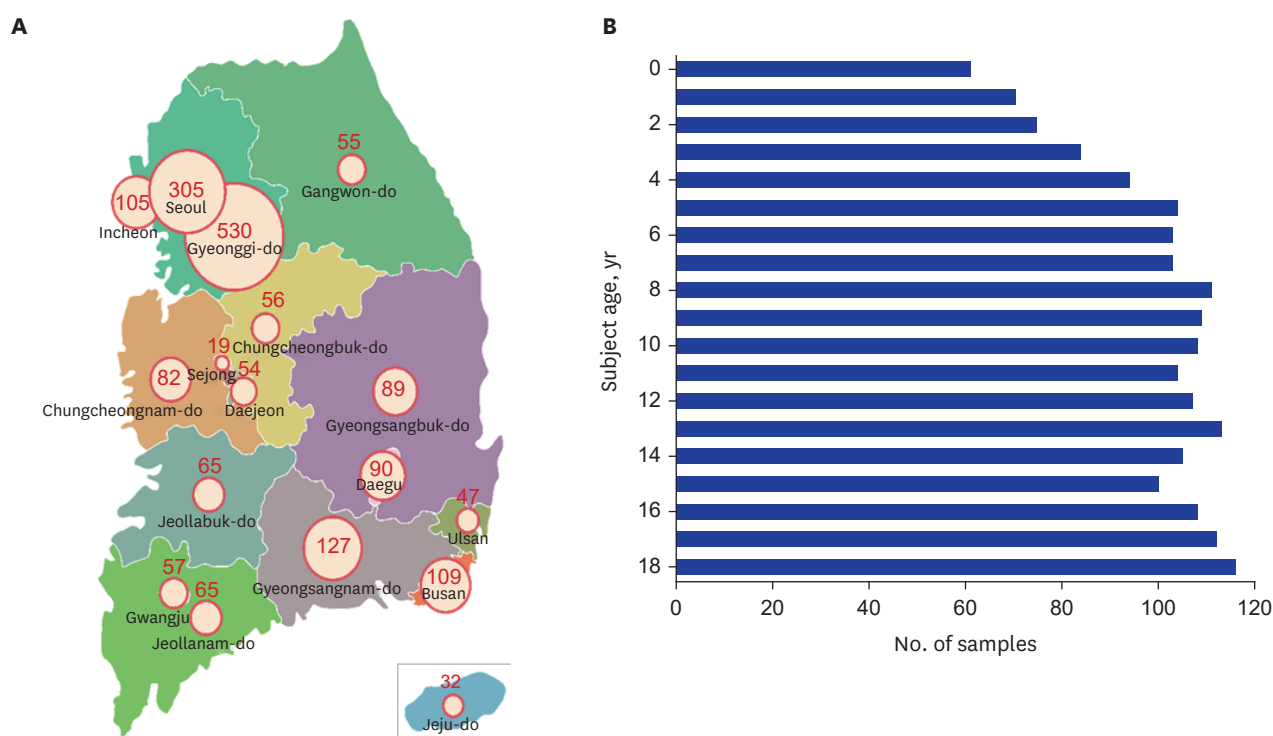 A
55
Gangwon-do
305
Seoul
105
Incheon
530
Gyeonggi-do
56
Chungcheongbuk-do
19
Sejong
54
Daejeon
82
Chungcheongnam-do
89
Gyeongsangbuk-do
90
Daegu
65
Jeollabuk-do
47
Ulsan
127
Gyeongsangnam-do
109
Busan
57
Gwangju
65
Jeollanam-do
32
Jeju-do
B
Subject age, yr
0
2
4
6
8
10
12
14
16
18
0 20 40 60 80 100 120
No. of samples